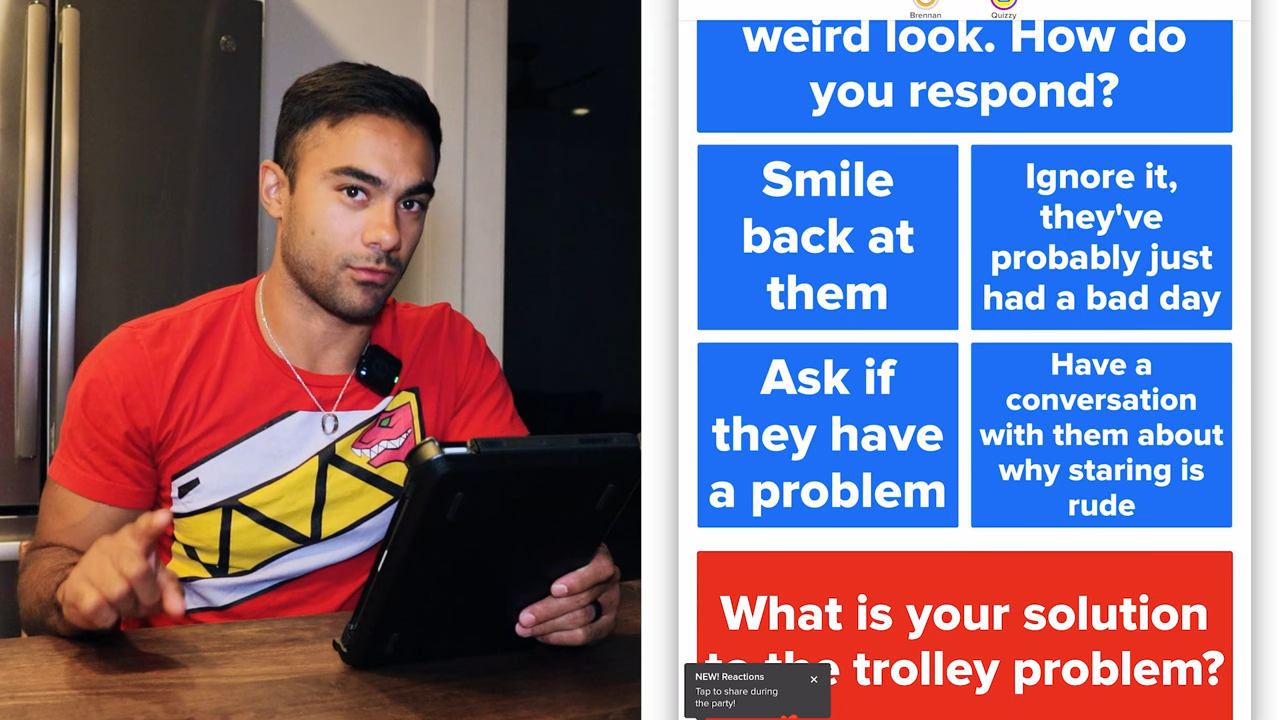 Brennan
Quizzy
weird look. How do
you respond?
Smile
back at
them
Ignore it,
they've
probably just
had a bad day
Ask if
they have
a problem
Have a
conversation
with them about
why staring is
rude
What is your solution
to the trolley problem?
NEW! Reactions
Tap to share during
the party!